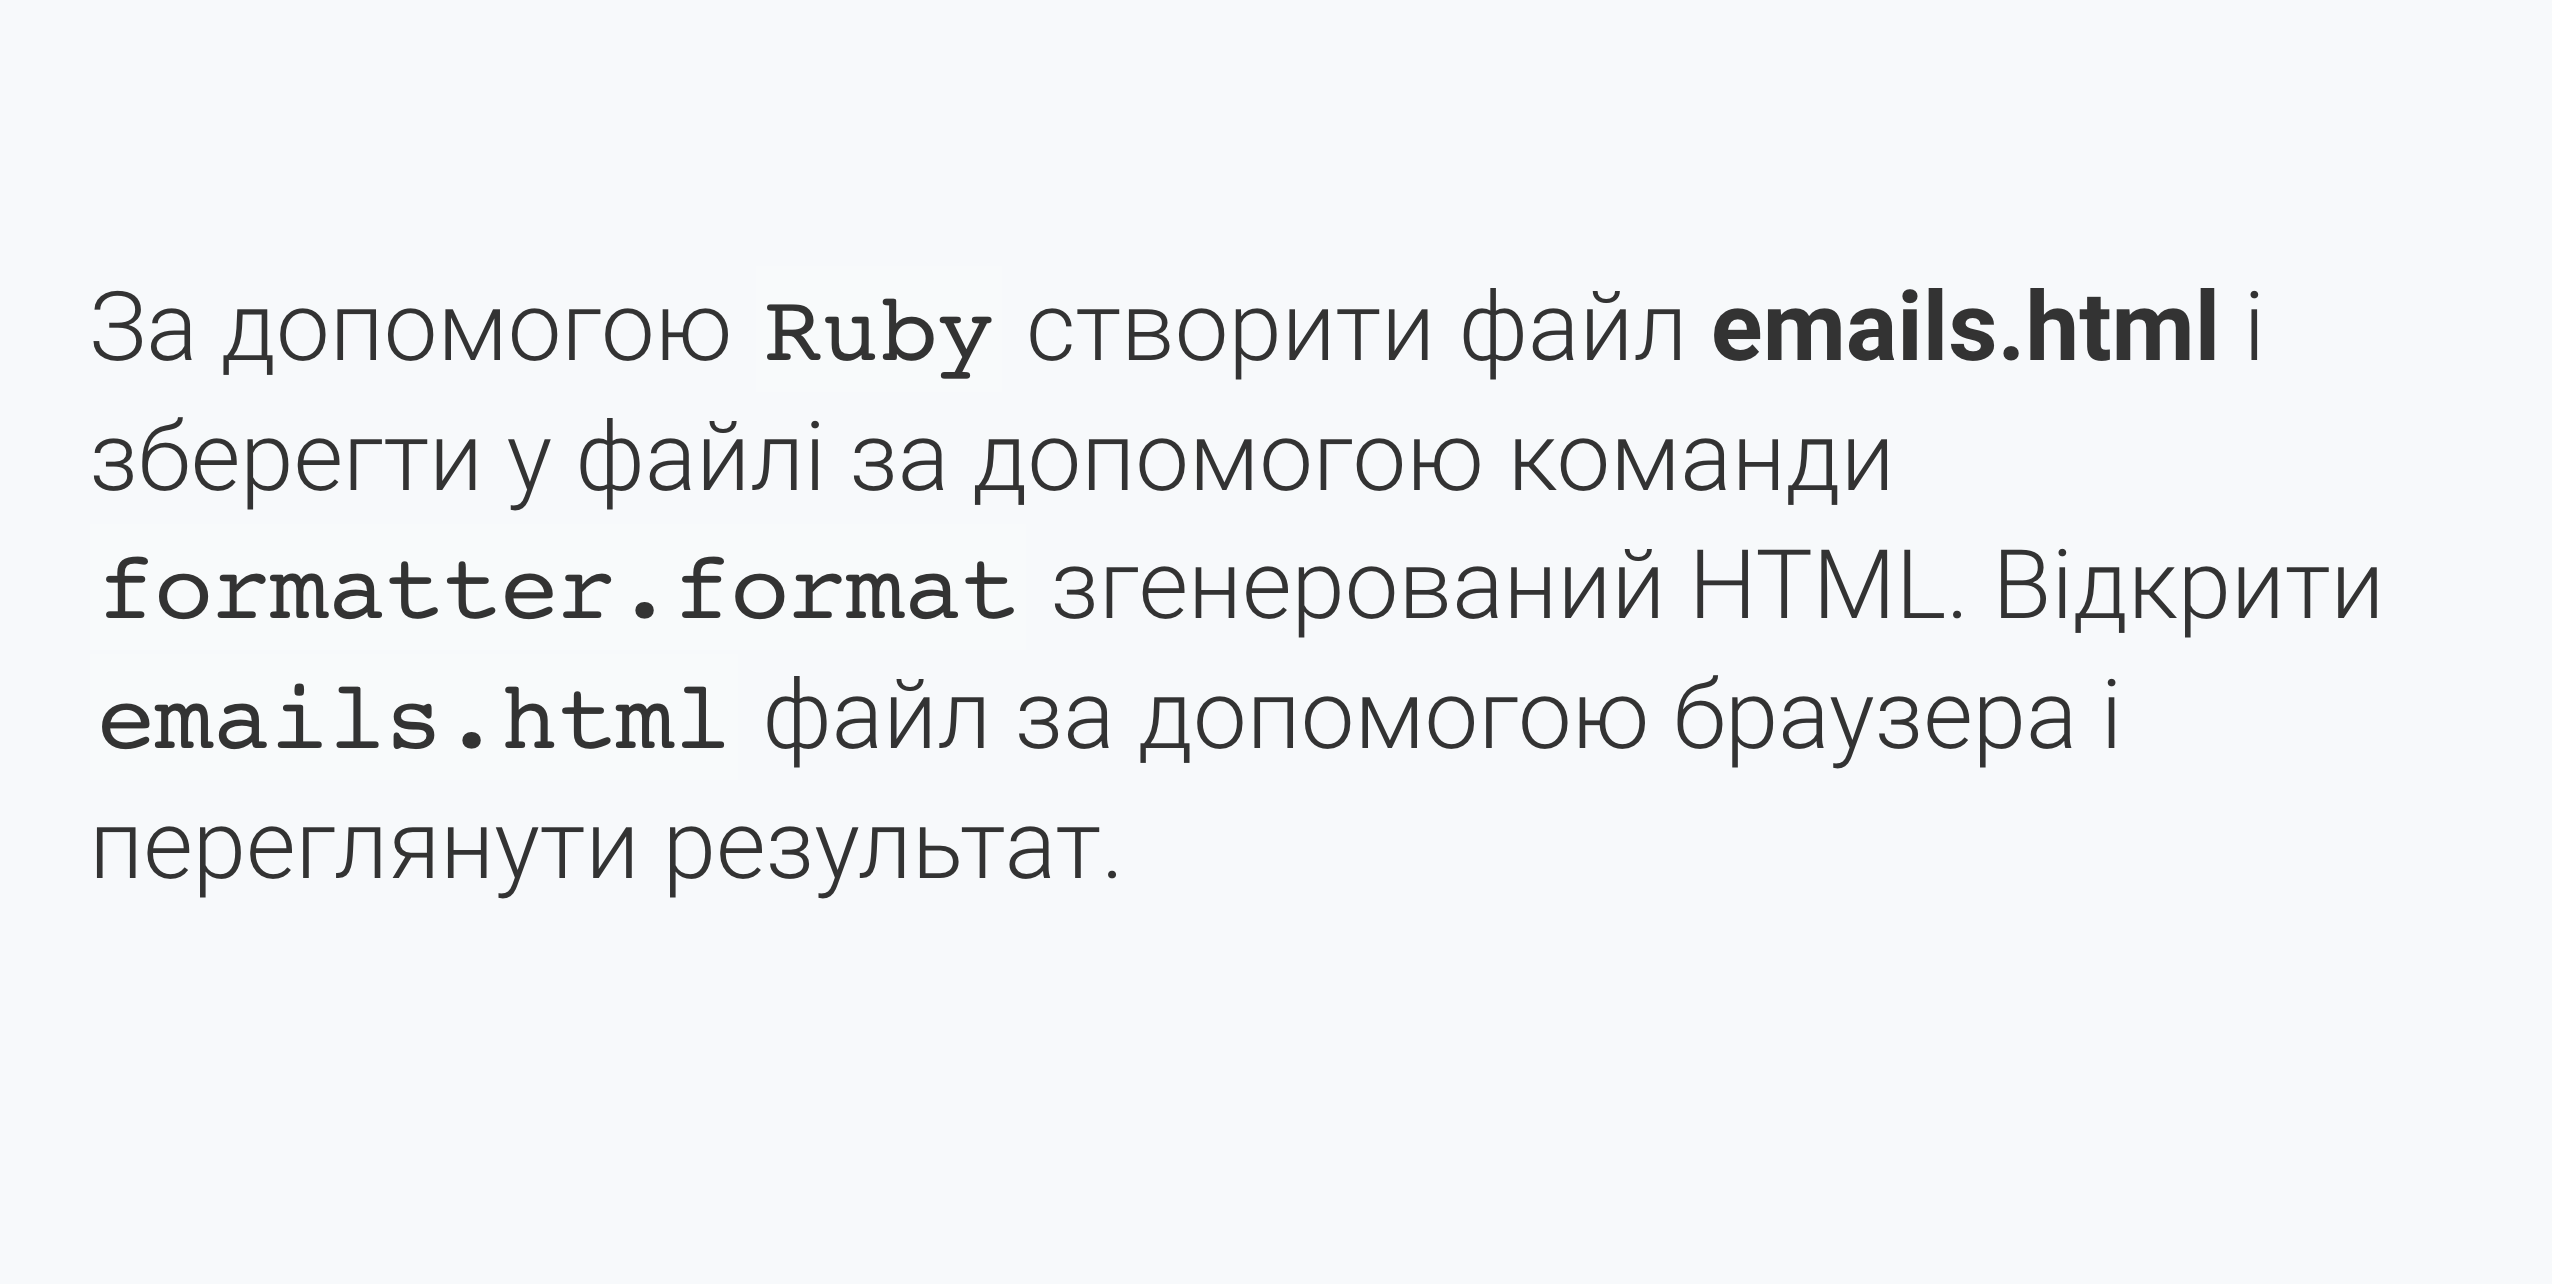 За допомогою Ruby створити файл emails.html і
зберегти у файлі за допомогою команди
formatter.format згенерований HTML. Відкрити
emails.html файл за допомогою браузера і
переглянути результат.